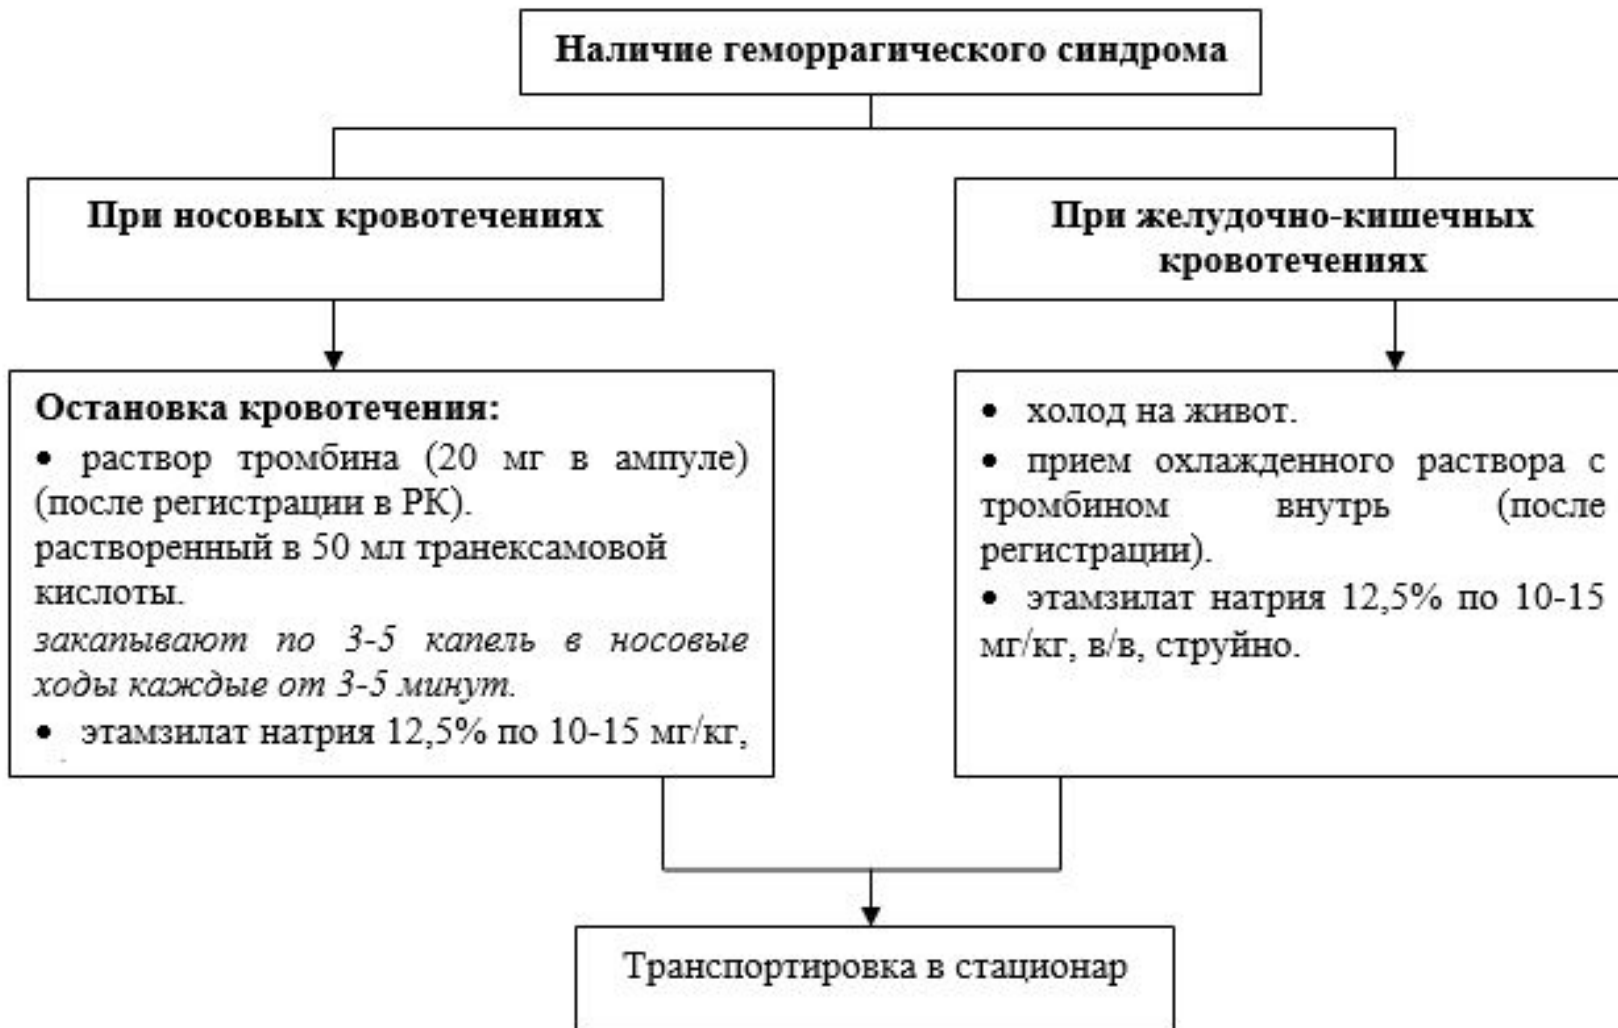 Наличие геморрагического синдрома
При носовых кровотечениях
При желудочно-кишечных
кровотечениях
Остановка кровотечения:
• раствор тромбина (20 мг в ампуле)
(после регистрации в РК).
растворенный в 50 мл транексамовой
кислоты.
закапывают по 3-5 капель в носовые
ходы каждые от 3-5 минут.
• этамзилат натрия 12,5% по 10-15 мг/кг,
• холод на живот.
• прием охлажденного раствора с
тромбином внутрь (после
регистрации).
• этамзилат натрия 12,5% по 10-15
мг/кг, в/в, струйно.
Транспортировка в стационар